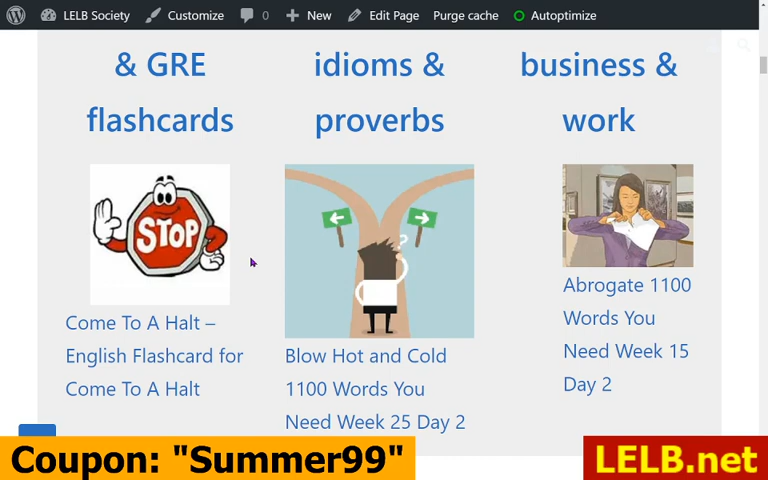 LELB Society Customize 0 New Edit Page Purge cache Autoptimize
& GRE
flashcards
idioms &
proverbs
business &
work
STOP
?
Come To A Halt –
English Flashcard for
Come To A Halt
Blow Hot and Cold
1100 Words You
Need Week 25 Day 2
Abrogate 1100
Words You
Need Week 15
Day 2
Coupon: "Summer99"
LELB.net